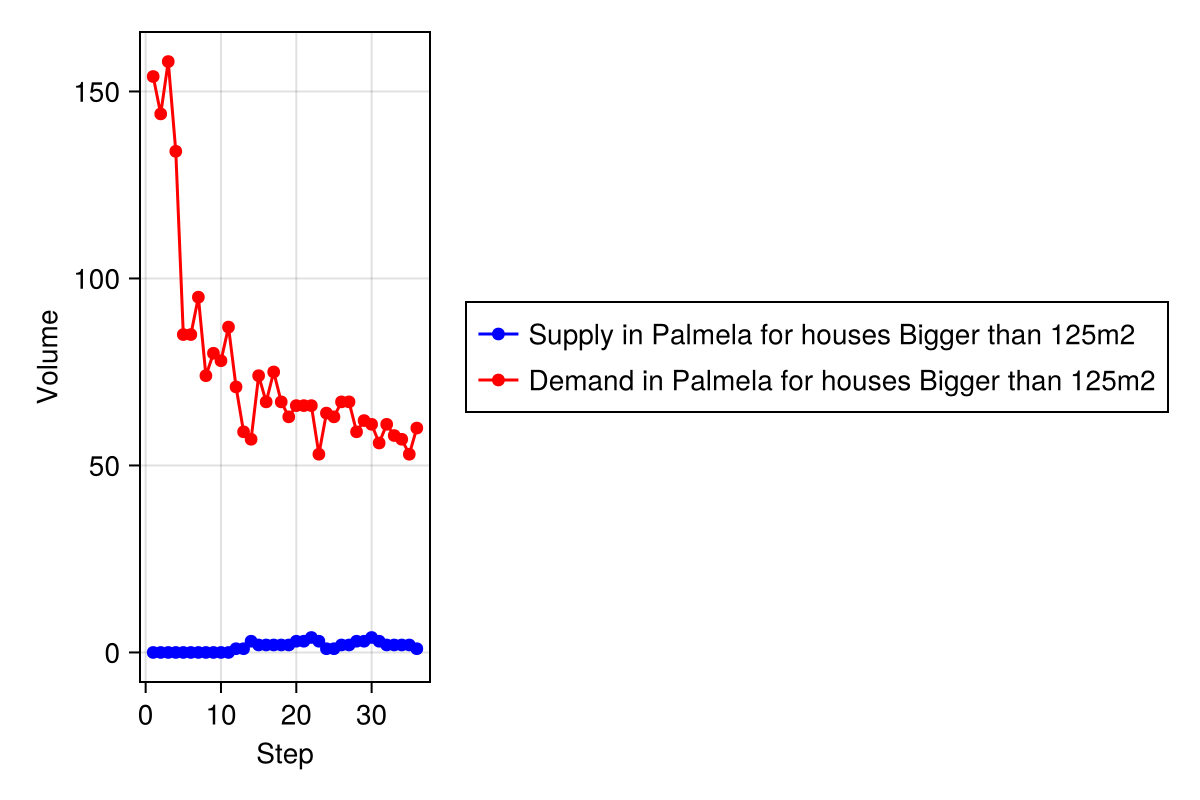 Volume
150
100
50
0
0 10 20 30
Step
Supply in Palmela for houses Bigger than 125m2
Demand in Palmela for houses Bigger than 125m2